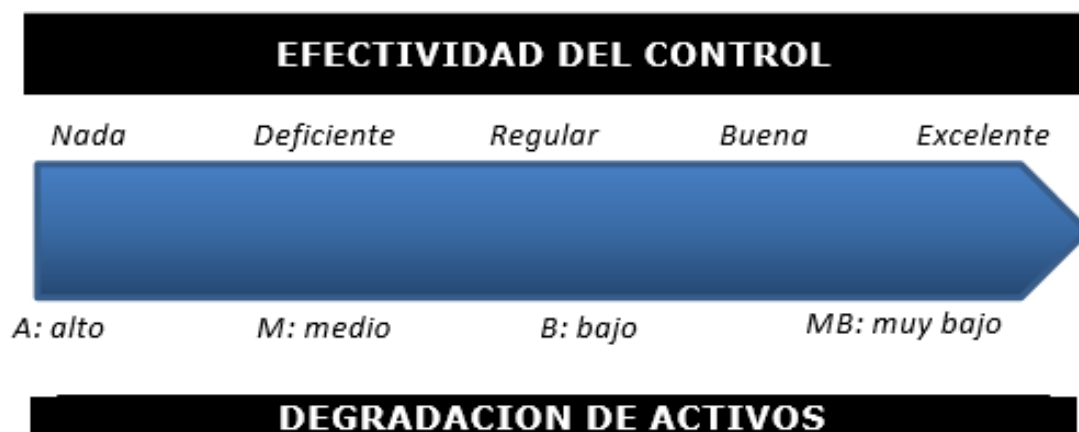 EFECTIVIDAD DEL CONTROL
Nada Deficiente Regular Buena Excelente
A: alto M: medio B: bajo MB: muy bajo
DEGRADACION DE ACTIVOS